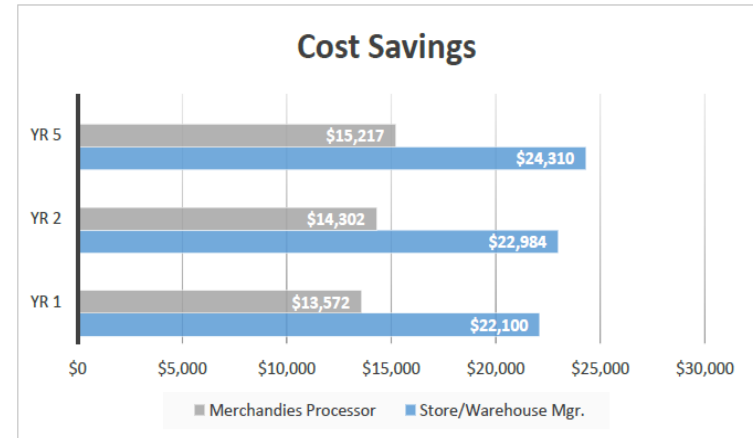 Cost Savings
YR 5
$15,217
$24,310
YR 2
$14,302
$22,984
YR 1
$13,572
$22,100
$0 $5,000 $10,000 $15,000 $20,000 $25,000 $30,000
Merchandies Processor Store/Warehouse Mgr.